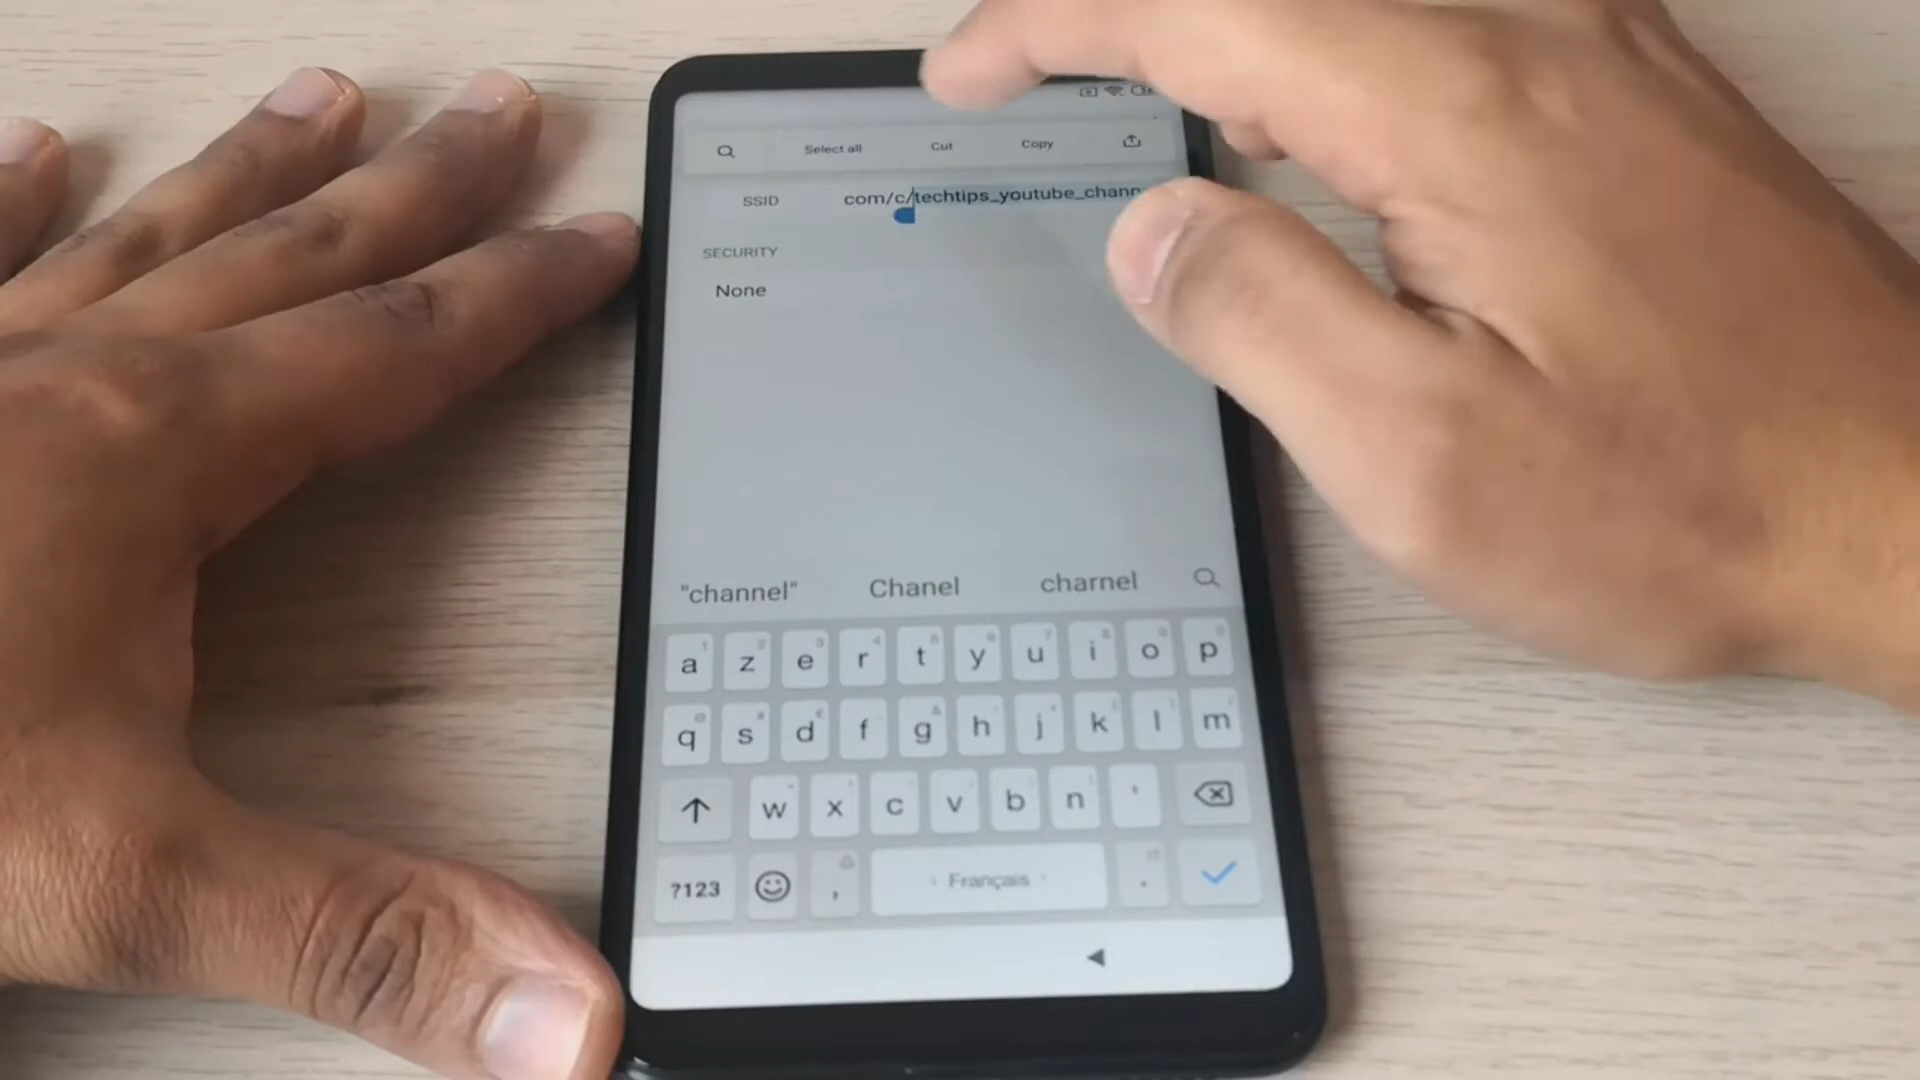 Select all Cut Copy
SSID com/c/techtips_youtube_chann
SECURITY
None
"channel" Chanel charnel
a z e r t y u i o p
q s d f g h j k l m
w x c v b n '
?123 , Français .